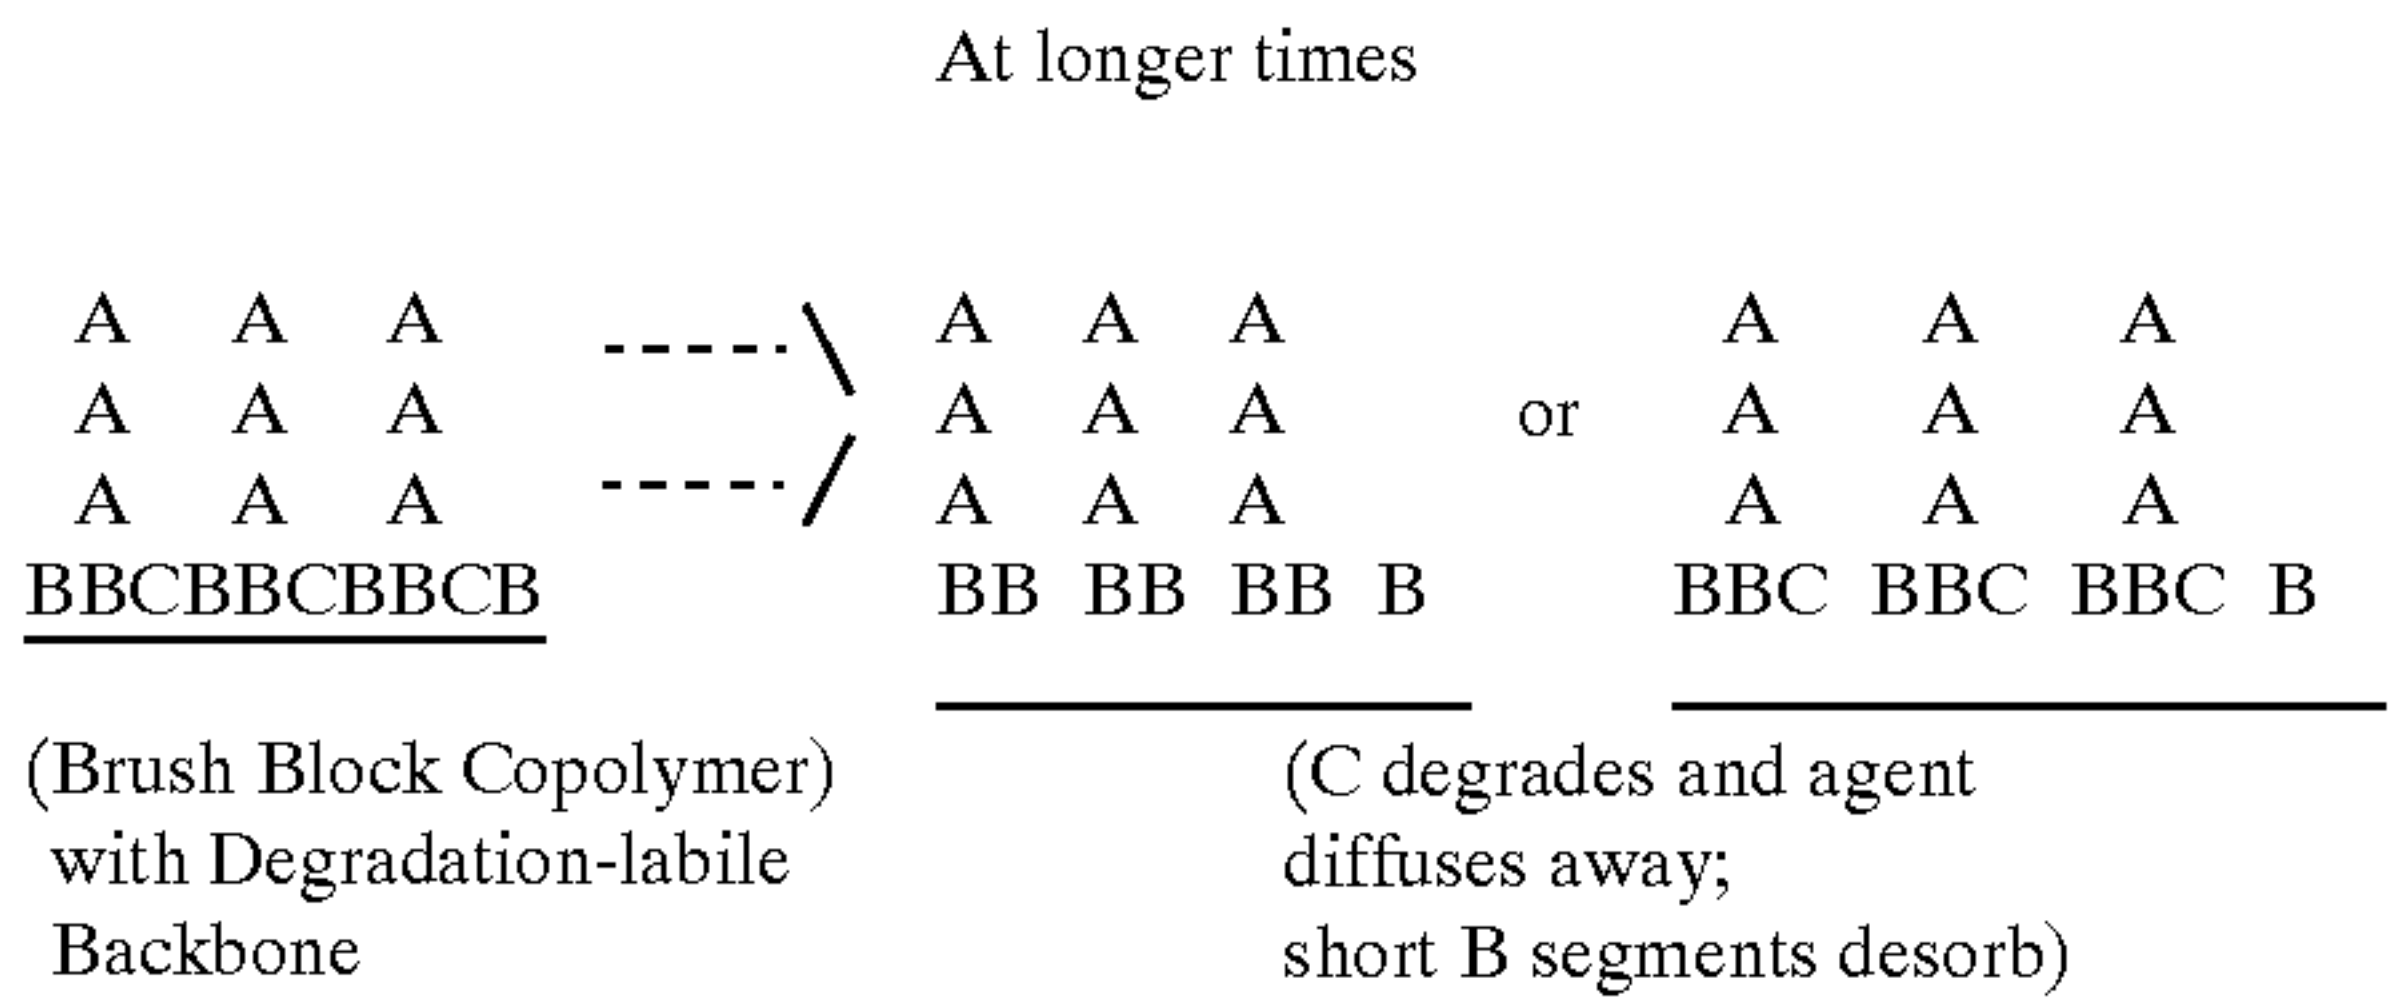 At longer times
A A A A A A A A A
A A A A A A or A A A
A A A A A A A A A
BBCBBCBBCB BB BB BB B BBC BBC BBC B
(Brush Block Copolymer)
with Degradation-labile
Backbone
(C degrades and agent
diffuses away;
short B segments desorb)